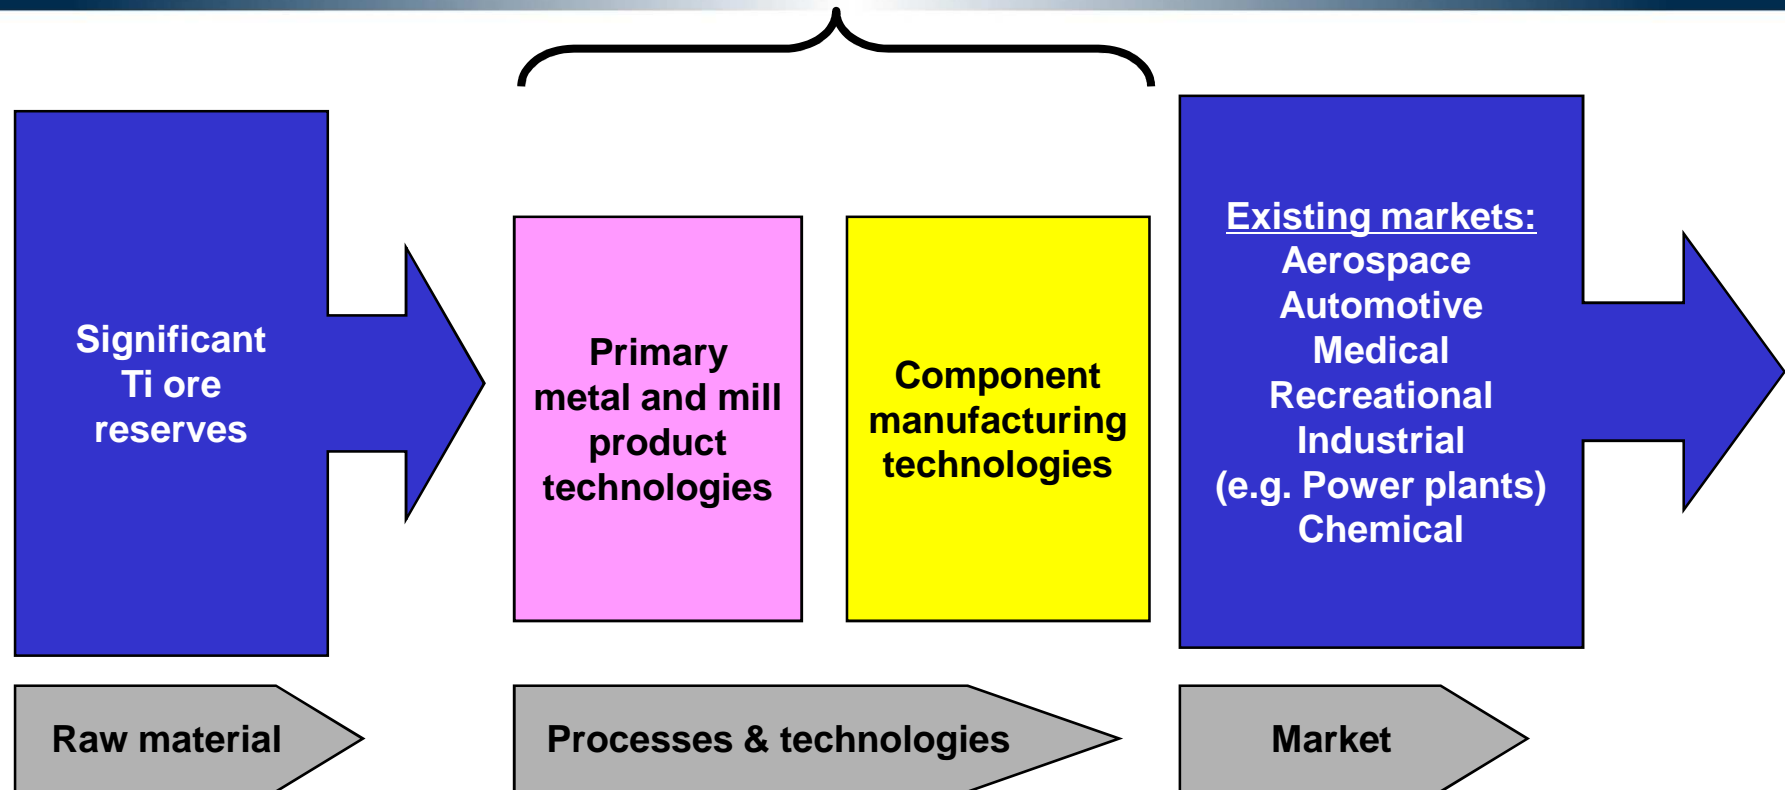 Significant
Ti ore
reserves
Primary
metal and mill
product
technologies
Component
manufacturing
technologies
Existing markets:
Aerospace
Automotive
Medical
Recreational
Industrial
(e.g. Power plants)
Chemical
Raw material
Processes & technologies
Market